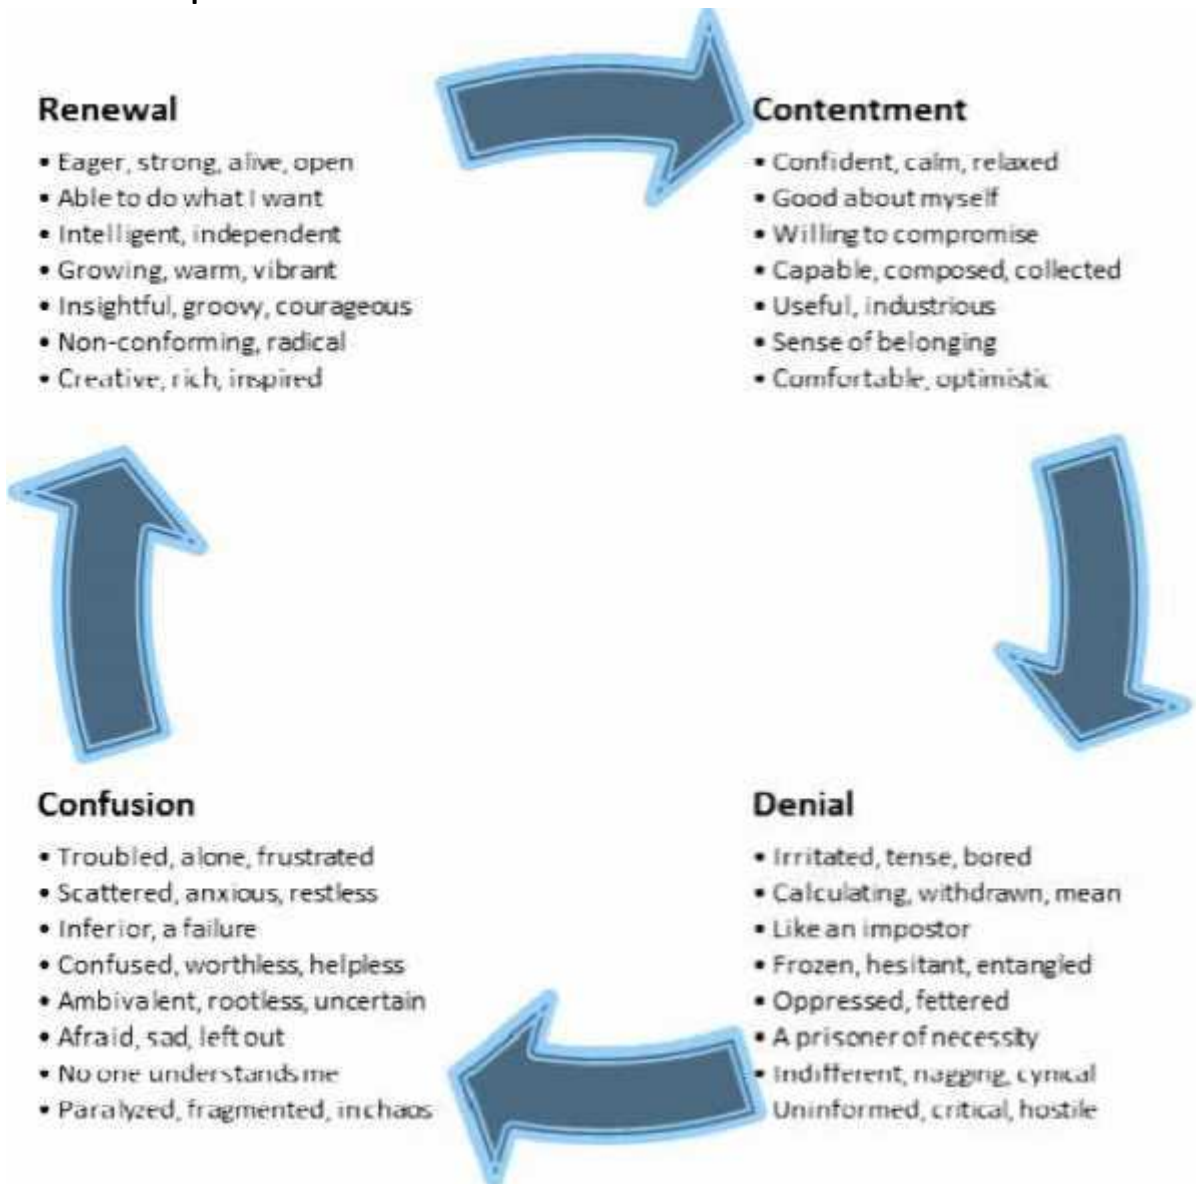 Renewal
• Eager, strong, alive, open
• Able to do what I want
• Intelligent, independent
• Growing, warm, vibrant
• Insightful, groovy, courageous
• Non-conforming, radical
• Creative, rich, inspired
Contentment
• Confident, calm, relaxed
• Good about myself
• Willing to compromise
• Capable, composed, collected
• Useful, industrious
• Sense of belonging
• Comfortable, optimistic
Confusion
• Troubled, alone, frustrated
• Scattered, anxious, restless
• Inferior, a failure
• Confused, worthless, helpless
• Ambivalent, rootless, uncertain
• Afraid, sad, left out
• No one understands me
• Paralyzed, fragmented, in chaos
Denial
• Irritated, tense, bored
• Calculating, withdrawn, mean
• Like an impostor
• Frozen, hesitant, entangled
• Oppressed, fettered
• A prisoner of necessity
• Indifferent, nagging, cynical
Uninformed, critical, hostile